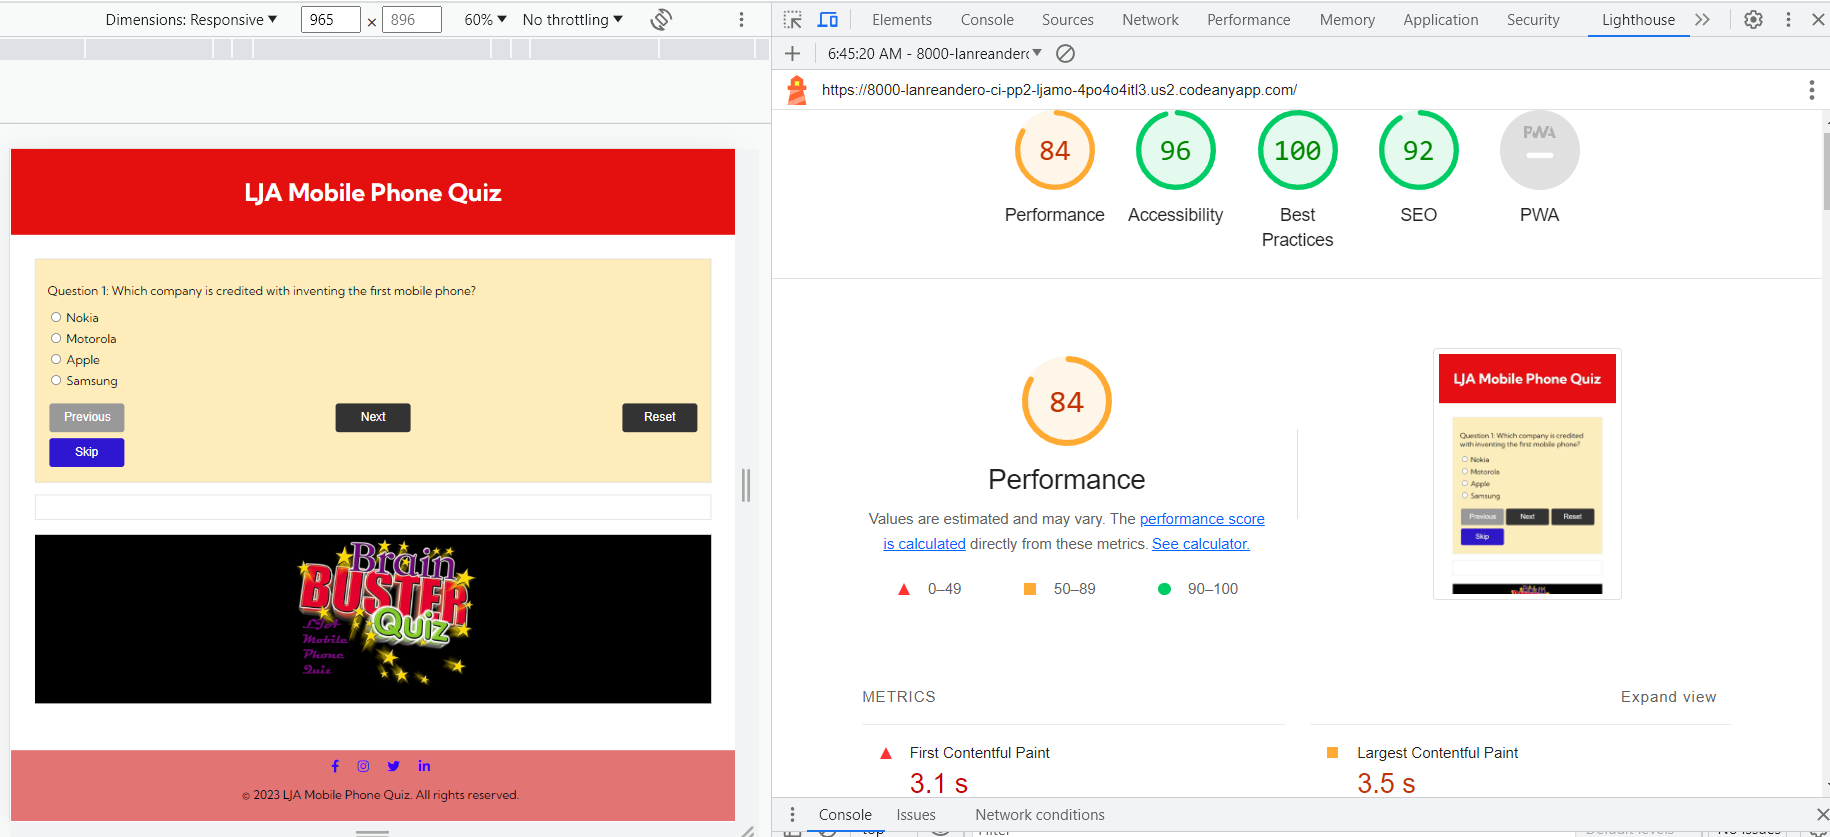 Dimensions: Responsive ▼ 965 × 896 60% ▼ No throttling ▼
Elements Console Sources Network Performance Memory Application Security Lighthouse
6:45:20 AM - 8000-lanreanderc
https://8000-lanreandero-ci-pp2-ljamo-4po4o4itl3.us2.codeanyapp.com/
84 96 100 92 PWA
Performance Accessibility Best Practices SEO PWA
LJA Mobile Phone Quiz
Question 1: Which company is credited with inventing the first mobile phone?
Nokia
Motorola
Apple
Samsung
Previous Next Reset
Skip
Brain
BUSTER
Quiz
LJA
Mobile
Phone
Quiz
© 2023 LJA Mobile Phone Quiz. All rights reserved.
84
Performance
Values are estimated and may vary. The performance score
is calculated directly from these metrics. See calculator.
0–49 50–89 90–100
LJA Mobile Phone Quiz
Question 1: Which company is credited
with inventing the first mobile phone?
Nokia
Motorola
Apple
Samsung
Previous Next Reset
Skip
METRICS Expand view
First Contentful Paint
3.1 s
Largest Contentful Paint
3.5 s
Console Issues Network conditions
top Filter Default levels No Issues